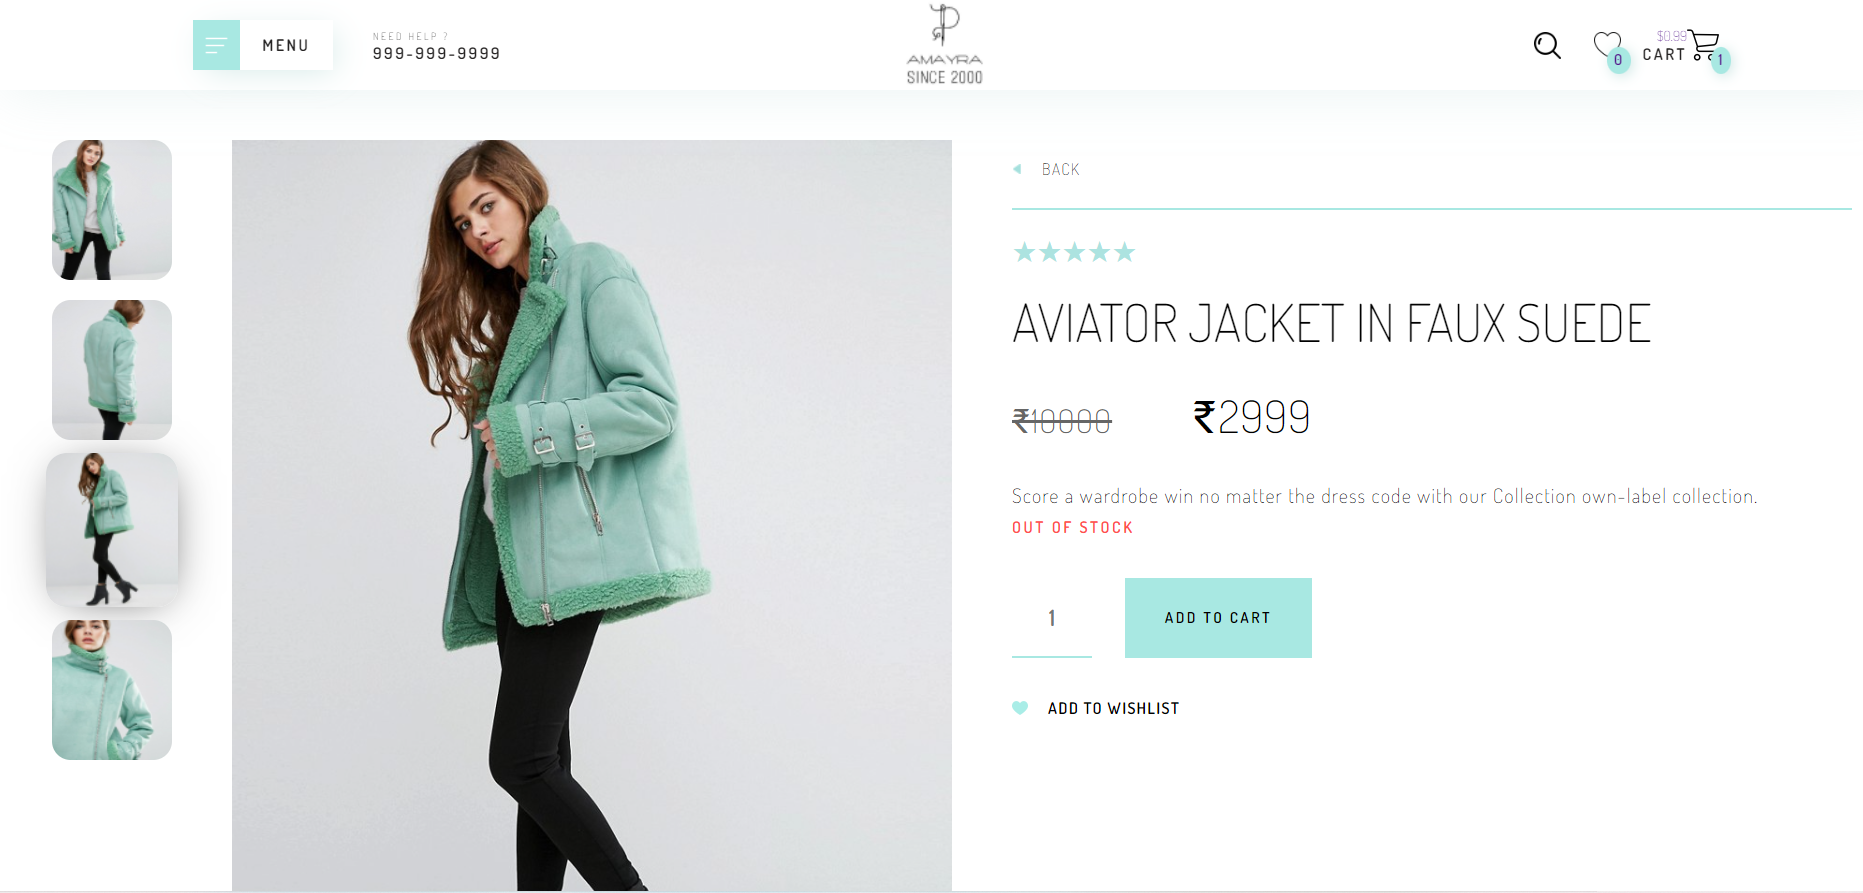 MENU
NEED HELP ?
999-999-9999
AMAYRA
SINCE 2000
0
$0.99
CART
1
BACK
AVIATOR JACKET IN FAUX SUEDE
₹10000 ₹2999
Score a wardrobe win no matter the dress code with our Collection own-label collection.
OUT OF STOCK
1
ADD TO CART
ADD TO WISHLIST